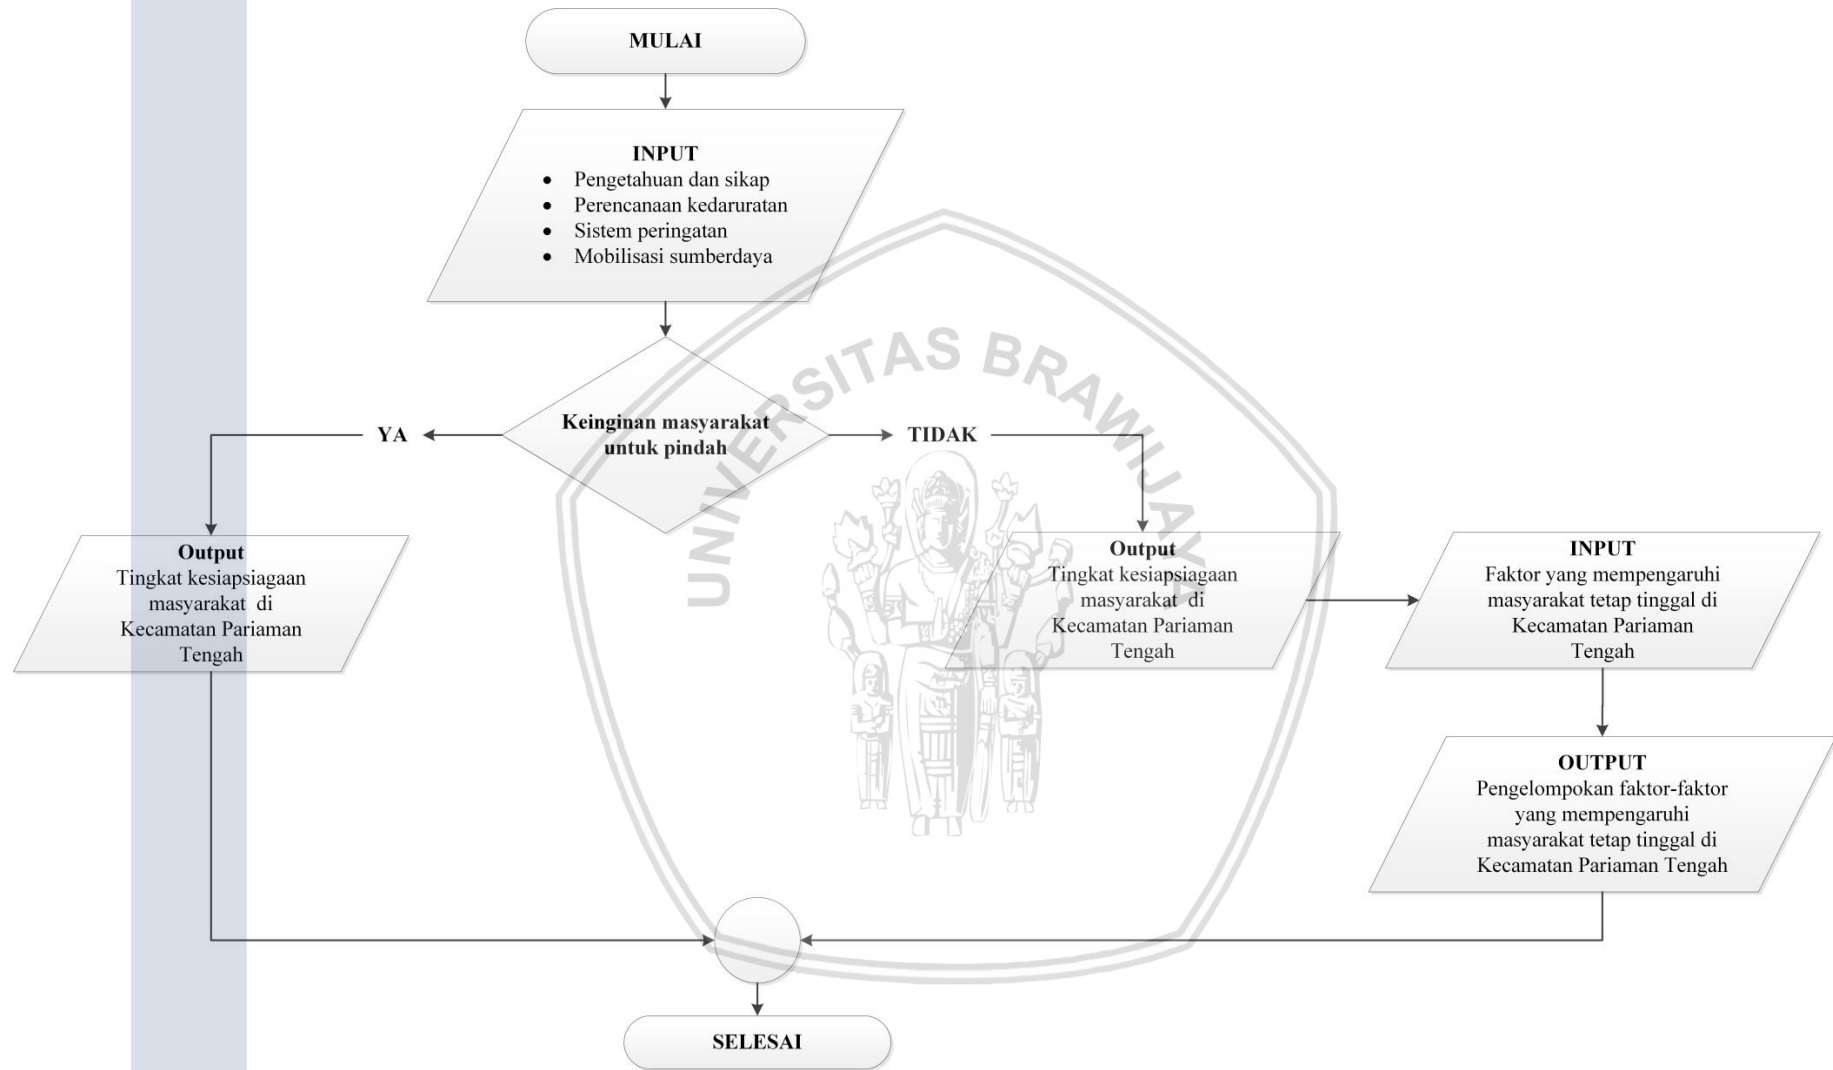 MULAI
INPUT
• Pengetahuan dan sikap
• Perencanaan kedaruratan
• Sistem peringatan
• Mobilisasi sumberdaya
UNIVERSITAS BRAWIJAYA
Keinginan masyarakat
untuk pindah
YA
TIDAK
Output
Tingkat kesiapsiagaan
masyarakat di
Kecamatan Pariaman
Tengah
Output
Tingkat kesiapsiagaan
masyarakat di
Kecamatan Pariaman
Tengah
INPUT
Faktor yang mempengaruhi
masyarakat tetap tinggal di
Kecamatan Pariaman
Tengah
OUTPUT
Pengelompokan faktor-faktor
yang mempengaruhi
masyarakat tetap tinggal di
Kecamatan Pariaman Tengah
SELESAI